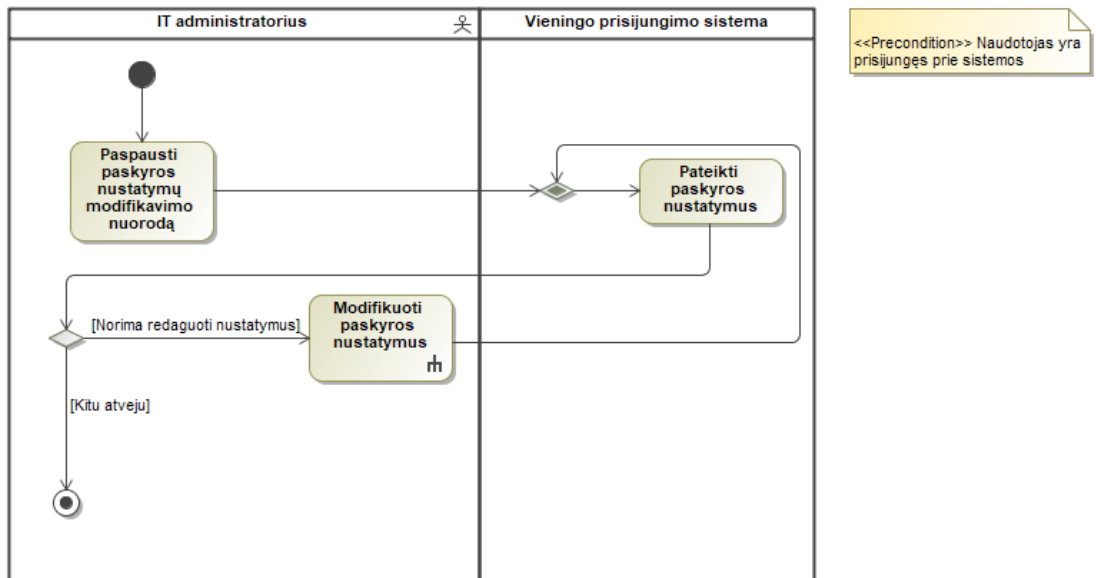 IT administratorius
Vieningo prisijungimo sistema
<<Precondition>> Naudotojas yra
prisijungęs prie sistemos
Paspausti
paskyros
nustatymų
modifikavimo
nuorodą
Pateikti
paskyros
nustatymus
[Norima redaguoti nustatymus]
Modifikuoti
paskyros
nustatymus
[Kitu atveju]